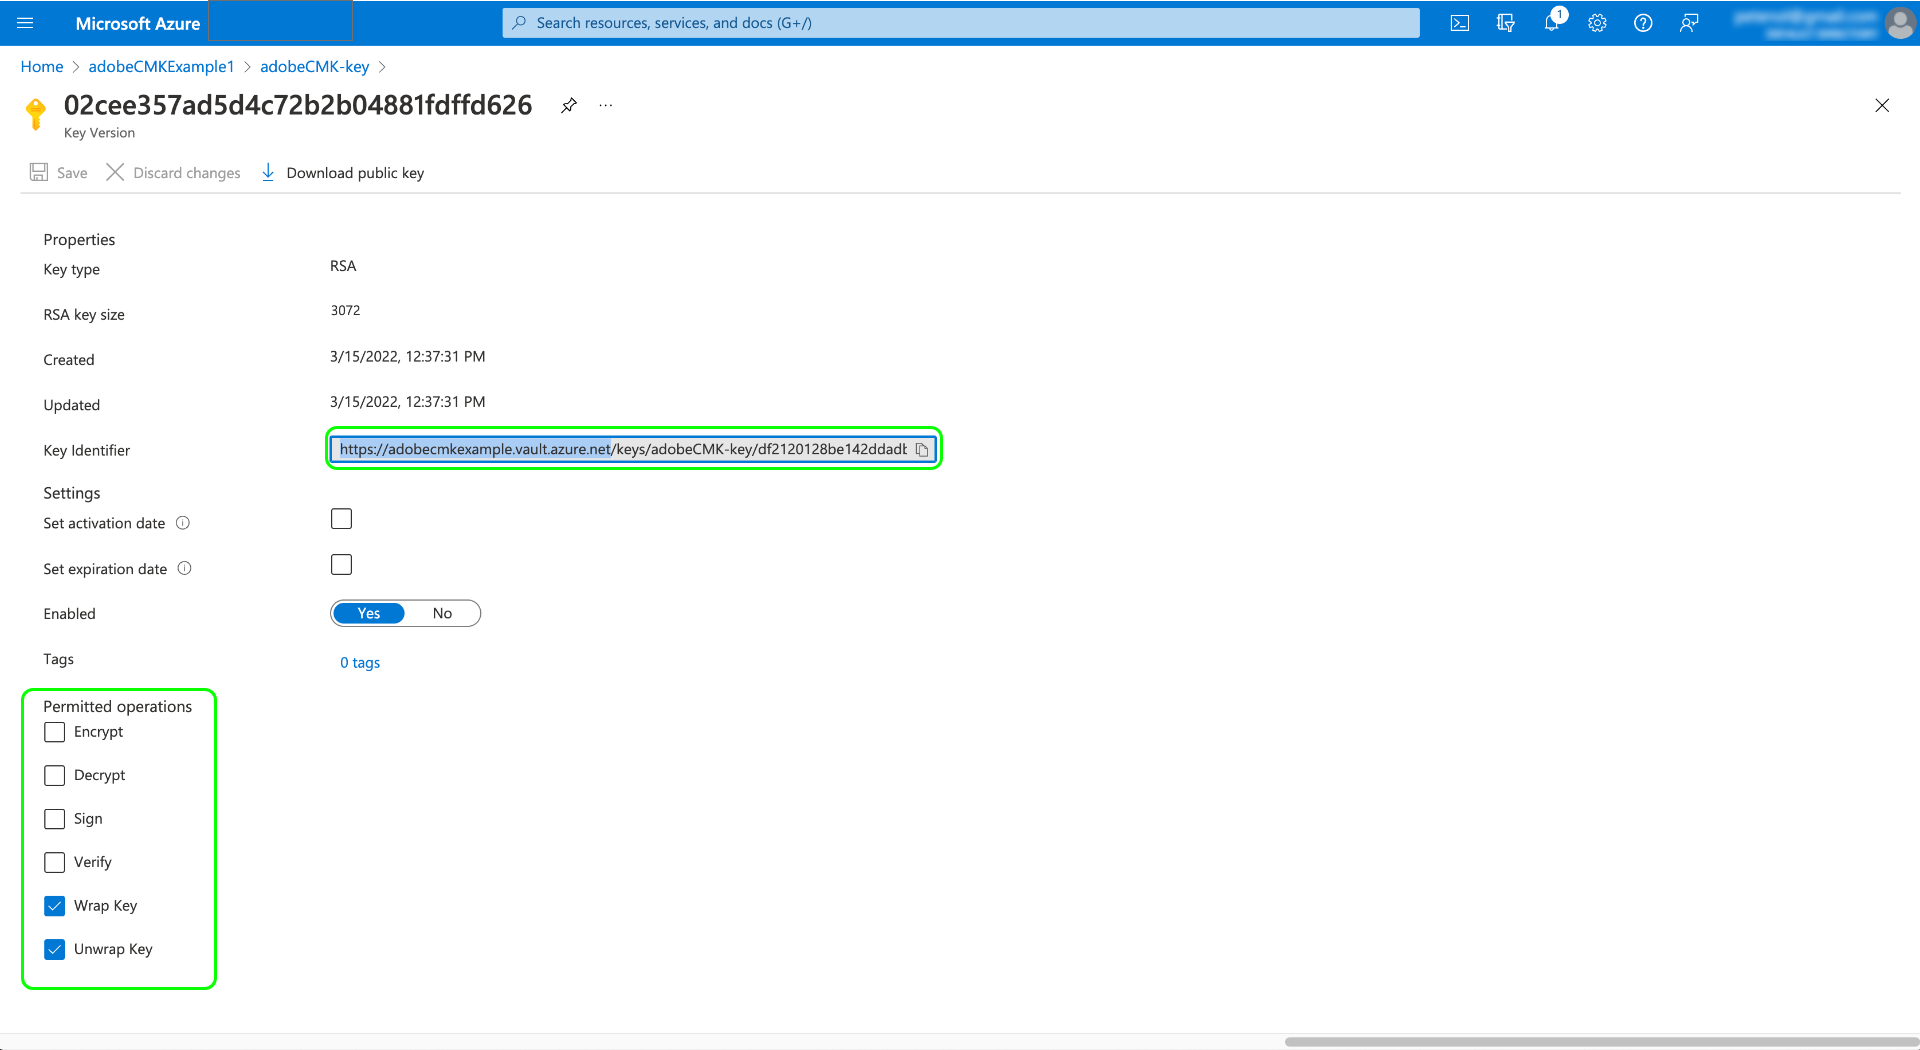 Microsoft Azure
Search resources, services, and docs (G+/)
1
Home > adobeCMKExample1 > adobeCMK-key >
02cee357ad5d4c72b2b04881fdffd626
...
Key Version
Save
Discard changes
Download public key
Properties
Key type
RSA
RSA key size
3072
Created
3/15/2022, 12:37:31 PM
Updated
3/15/2022, 12:37:31 PM
Key Identifier
https://adobecmkexample.vault.azure.net/keys/adobeCMK-key/df2120128be142ddadb
Settings
Set activation date
Set expiration date
Enabled
Yes
No
Tags
0 tags
Permitted operations
Encrypt
Decrypt
Sign
Verify
Wrap Key
Unwrap Key